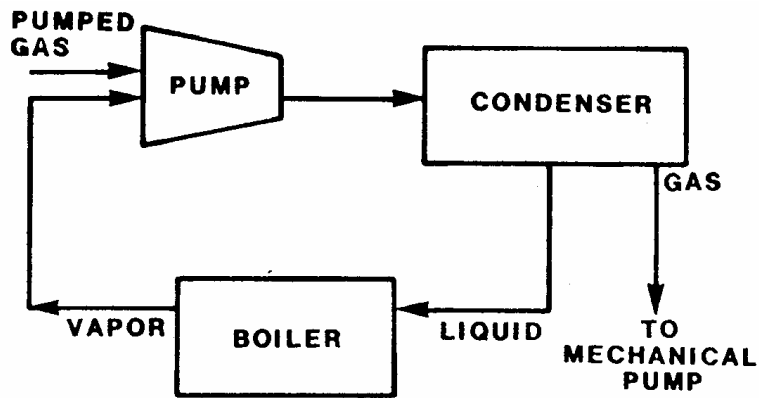 PUMPED
GAS
PUMP
CONDENSER
GAS
VAPOR
BOILER
LIQUID
TO
MECHANICAL
PUMP